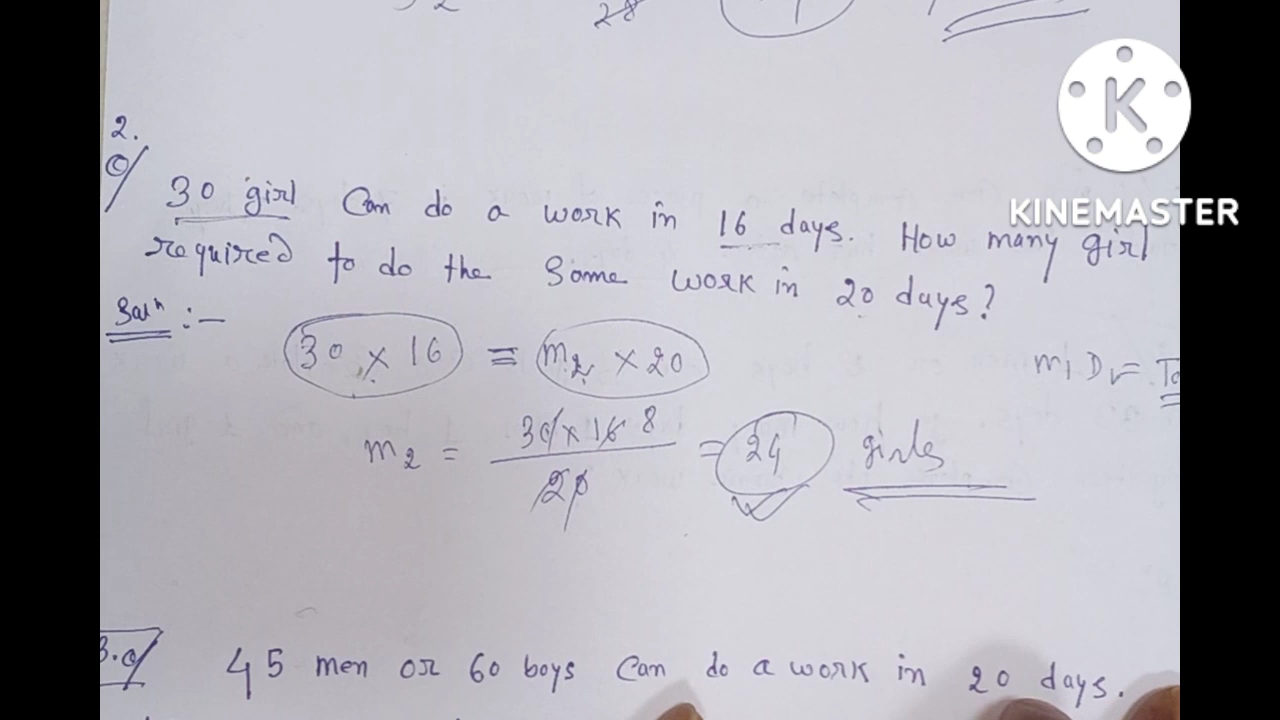 28
2.
Q/ 30 girl Can do a work in 16 days. How many girl
required to do the Same work in 20 days?
Solⁿ :-
30 × 16 = m₂ × 20
m₁ D₁ =
m₂ = 30 × 16 8 / 20 = 24 girls
3.Q/ 45 men or 60 boys Can do a work in 20 days.
K
KINEMASTER